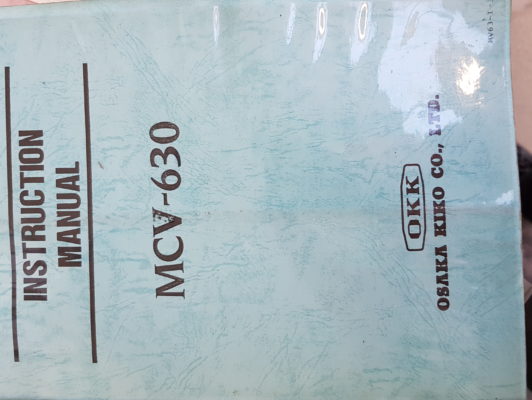 INSTRUCTION
MANUAL
MCV-630
OKK
OSAKA KIKO CO., LTD.